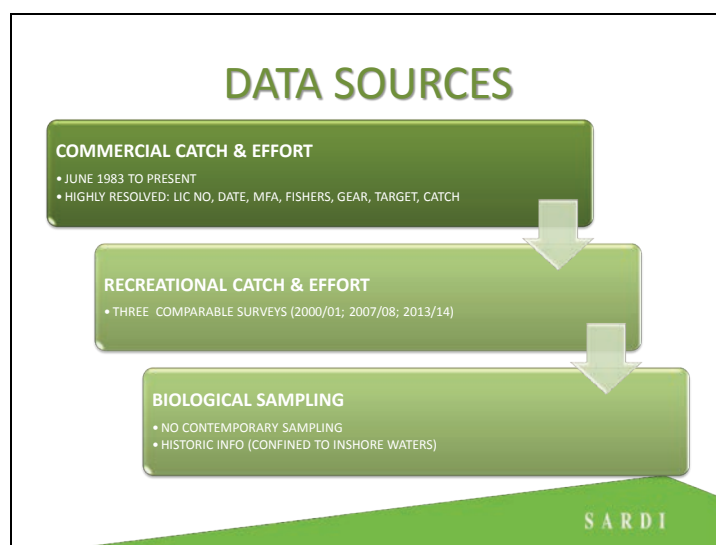 DATA SOURCES
COMMERCIAL CATCH & EFFORT
• JUNE 1983 TO PRESENT
• HIGHLY RESOLVED: LIC NO, DATE, MFA, FISHERS, GEAR, TARGET, CATCH
RECREATIONAL CATCH & EFFORT
• THREE COMPARABLE SURVEYS (2000/01; 2007/08; 2013/14)
BIOLOGICAL SAMPLING
• NO CONTEMPORARY SAMPLING
• HISTORIC INFO (CONFINED TO INSHORE WATERS)
SARDI